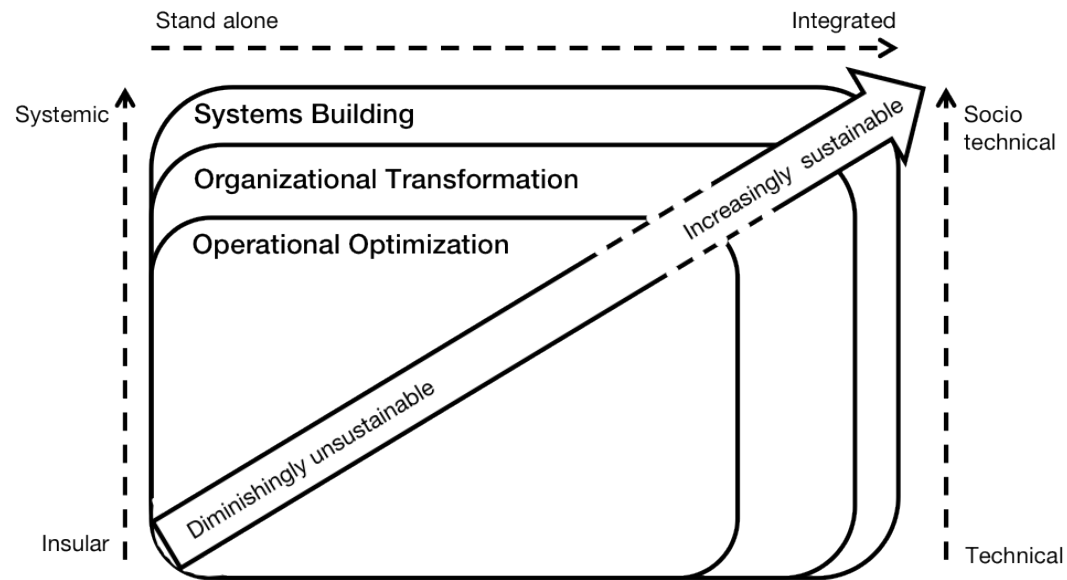 Stand alone
Integrated
Systemic
Systems Building
Socio
technical
Organizational Transformation
Increasingly sustainable
Operational Optimization
Diminishingly unsustainable
Insular
Technical